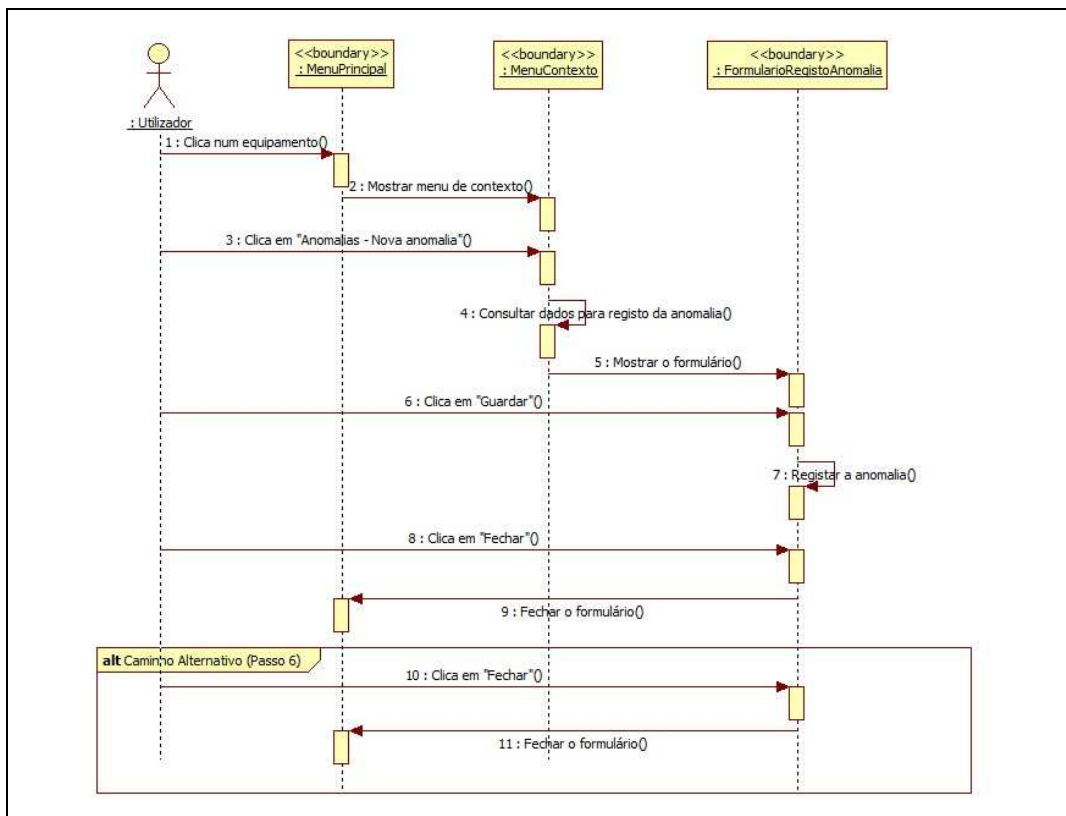 <<boundary>>
: MenuPrincipal
<<boundary>>
: MenuContexto
<<boundary>>
: FormularioRegistoAnomalia
: Utilizador
1 : Clica num equipamento()
2 : Mostrar menu de contexto()
3 : Clica em "Anomalias - Nova anomalia"()
4 : Consultar dados para registo da anomalia()
5 : Mostrar o formulário()
6 : Clica em "Guardar"()
7 : Registar a anomalia()
8 : Clica em "Fechar"()
9 : Fechar o formulário()
alt Caminho Alternativo (Passo 6)
10 : Clica em "Fechar"()
11 : Fechar o formulário()